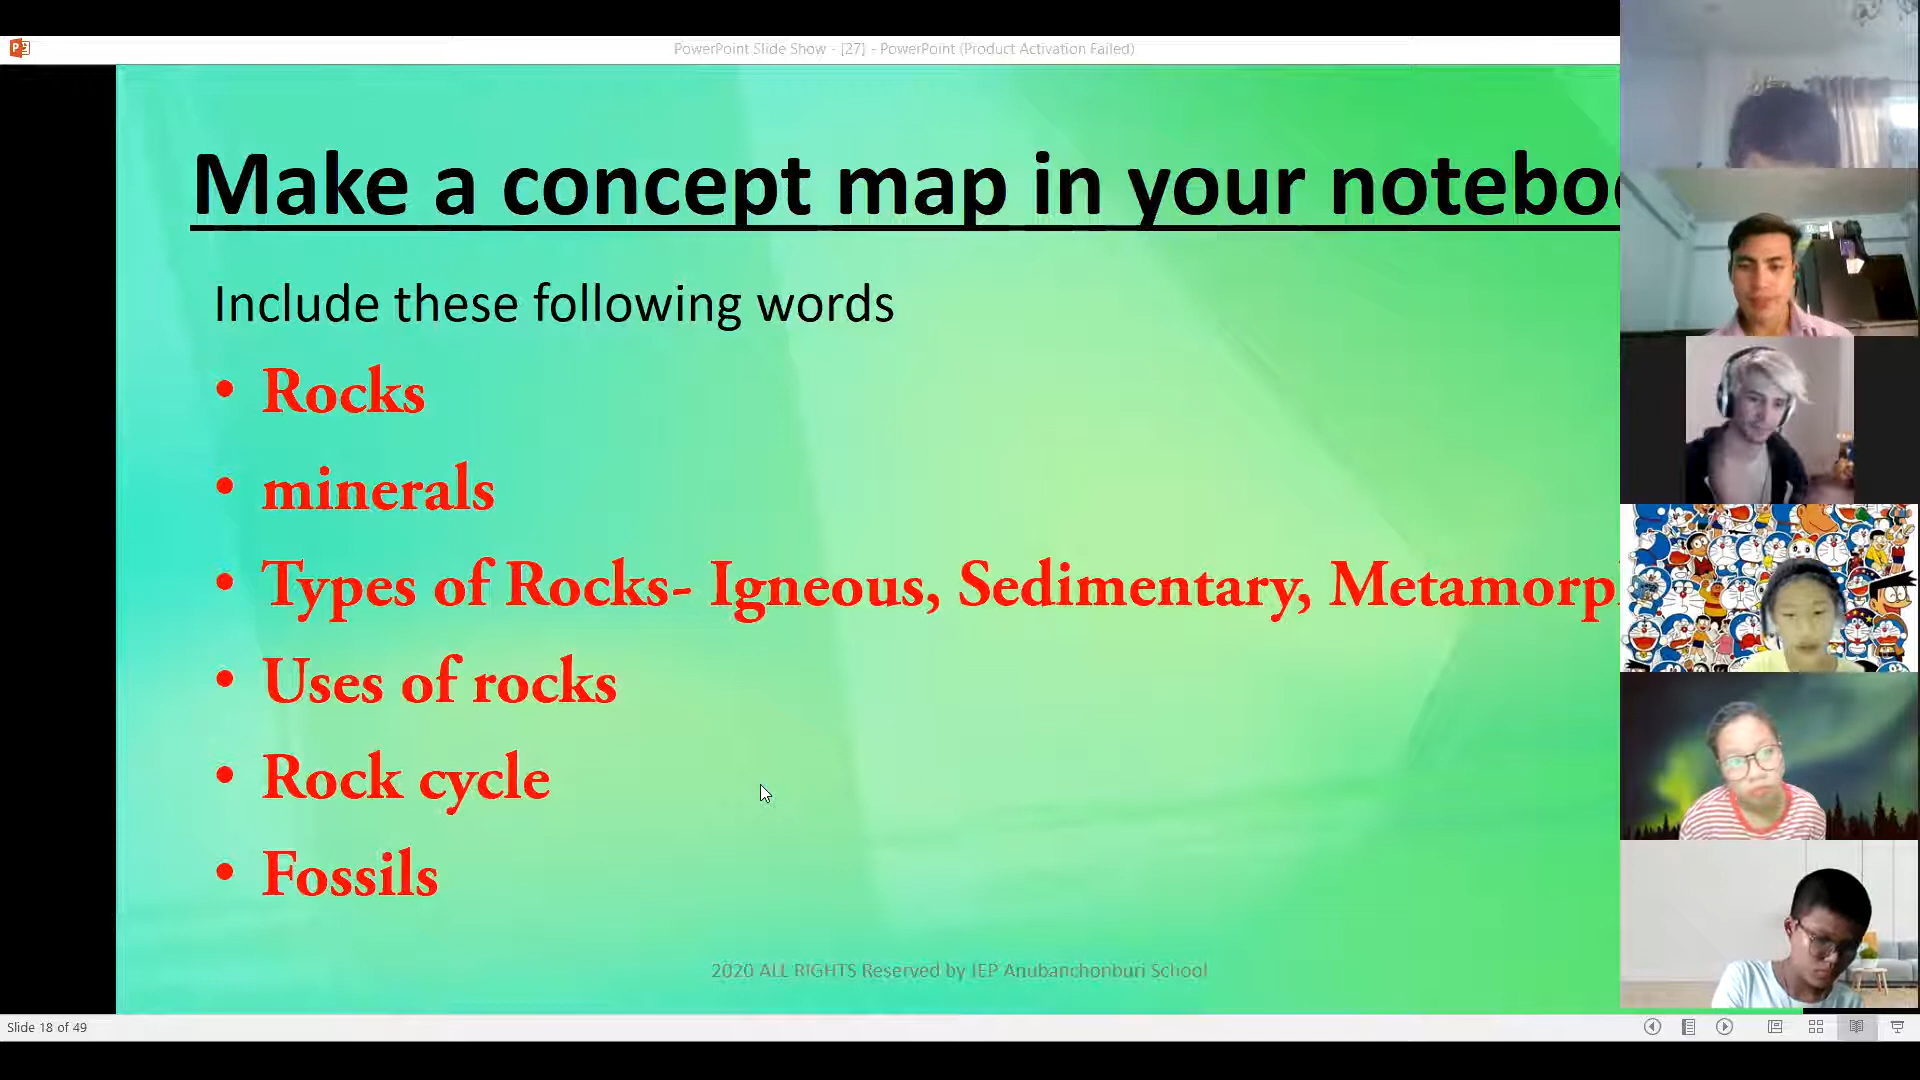 PowerPoint Slide Show - [27] - PowerPoint (Product Activation Failed)
Make a concept map in your noteboo
Include these following words
• Rocks
• minerals
• Types of Rocks- Igneous, Sedimentary, Metamorp
• Uses of rocks
• Rock cycle
• Fossils
2020 ALL RIGHTS Reserved by IEP Anubanchonburi School
Slide 18 of 49